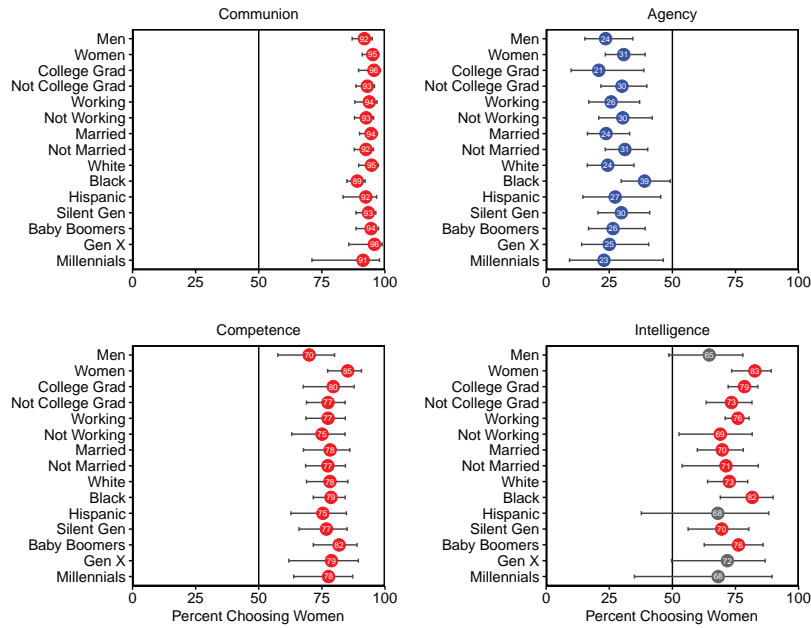 Communion
Men 92
Women 95
College Grad 96
Not College Grad 93
Working 94
Not Working 93
Married 94
Not Married 92
White 95
Black 89
Hispanic 92
Silent Gen 93
Baby Boomers 94
Gen X 96
Millennials 91
0 25 50 75 100
Agency
Men 24
Women 31
College Grad 21
Not College Grad 30
Working 26
Not Working 30
Married 24
Not Married 31
White 24
Black 39
Hispanic 27
Silent Gen 30
Baby Boomers 26
Gen X 25
Millennials 23
0 25 50 75 100
Competence
Men 70
Women 85
College Grad 80
Not College Grad 77
Working 77
Not Working 75
Married 78
Not Married 77
White 78
Black 79
Hispanic 75
Silent Gen 77
Baby Boomers 82
Gen X 79
Millennials 78
0 25 50 75 100
Percent Choosing Women
Intelligence
Men 65
Women 83
College Grad 79
Not College Grad 73
Working 76
Not Working 69
Married 70
Not Married 71
White 73
Black 82
Hispanic 68
Silent Gen 70
Baby Boomers 76
Gen X 72
Millennials 68
0 25 50 75 100
Percent Choosing Women